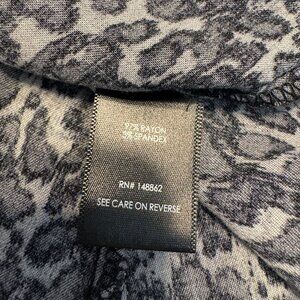 97% RAYON
3% SPANDEX
RN# 148862
SEE CARE ON REVERSE